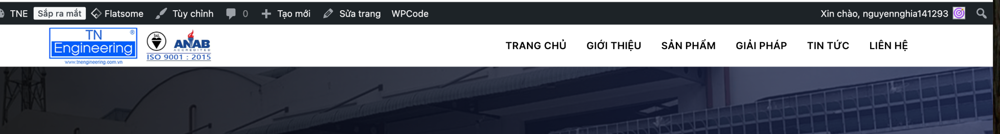 TNE Sắp ra mắt Flatsome Tùy chỉnh 0 Tạo mới Sửa trang WPCode Xin chào, nguyennghia141293
TN ®
Engineering
www.tnengineering.com.vn
bsi.
ANAB
ACCREDITED
ISO 9001 : 2015
TRANG CHỦ GIỚI THIỆU SẢN PHẨM GIẢI PHÁP TIN TỨC LIÊN HỆ